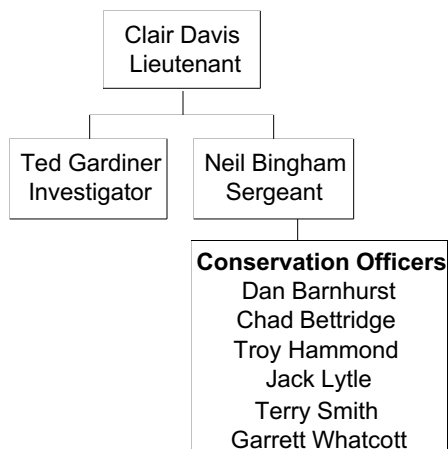 Clair Davis
Lieutenant
Ted Gardiner
Investigator
Neil Bingham
Sergeant
Conservation Officers
Dan Barnhurst
Chad Bettridge
Troy Hammond
Jack Lytle
Terry Smith
Garrett Whatcott